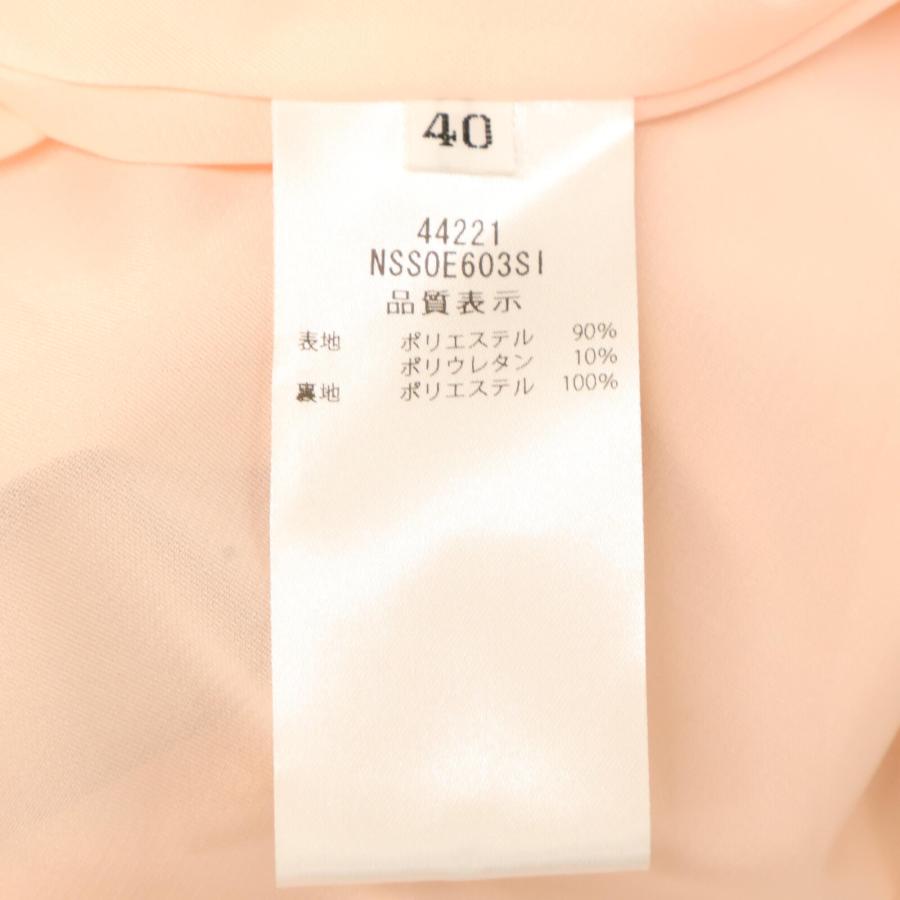 40
44221
NSSOE603SI
品質表示
表地 ポリエステル 90%
ポリウレタン 10%
裏地 ポリエステル 100%